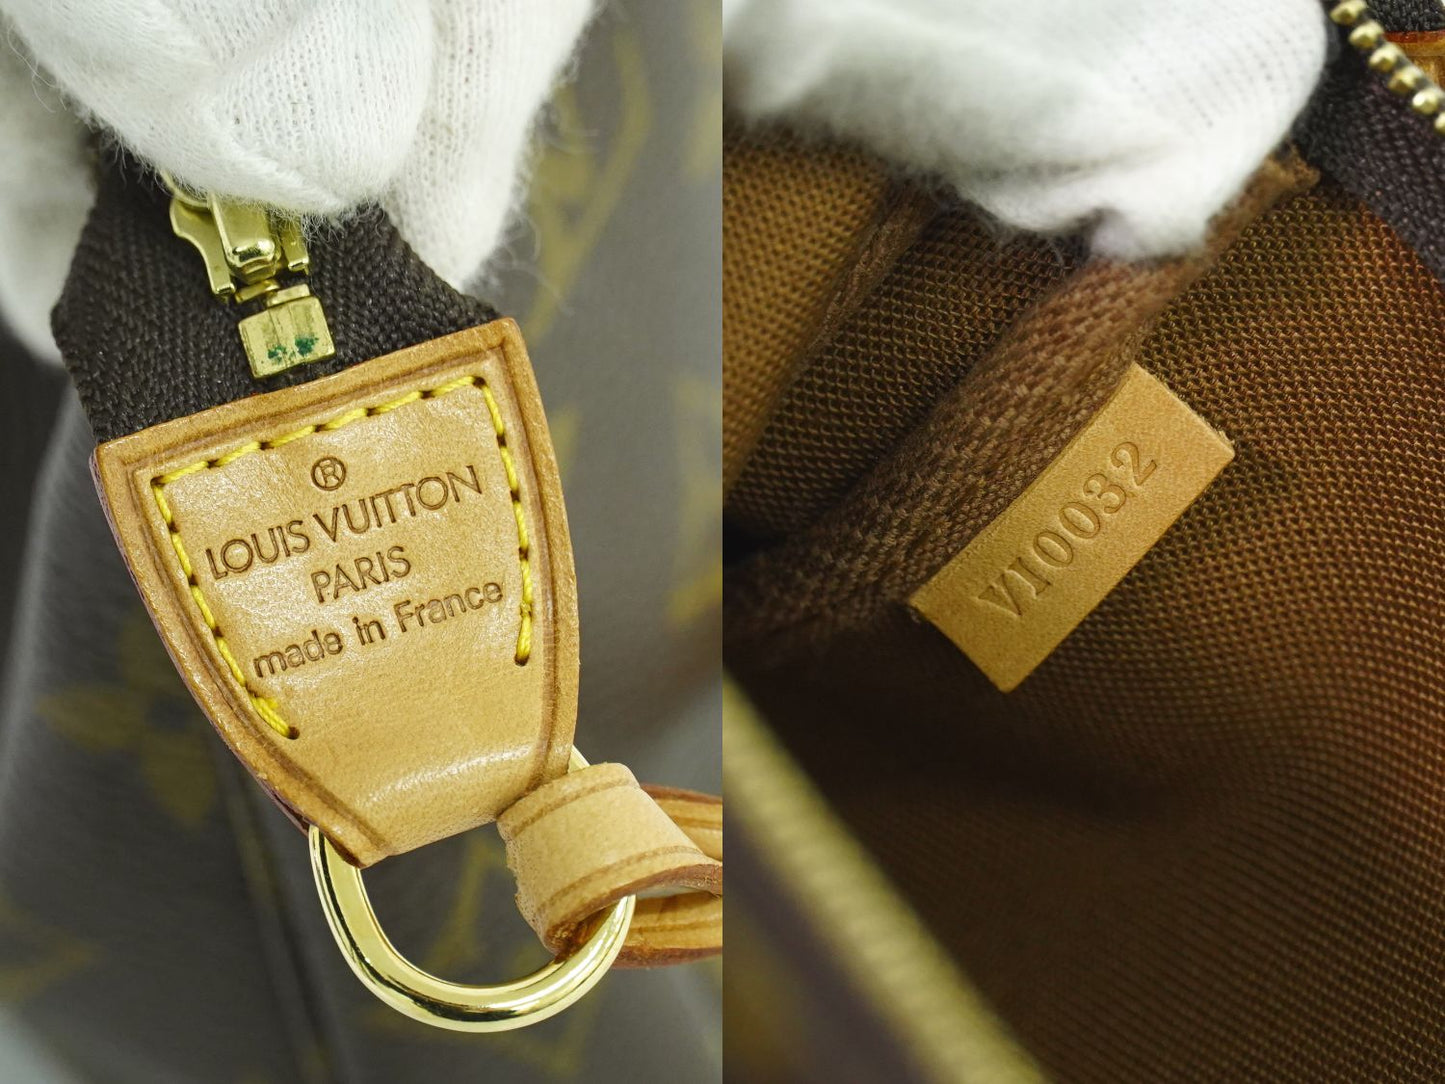 ®
LOUIS VUITTON
PARIS
made in France
VI0032